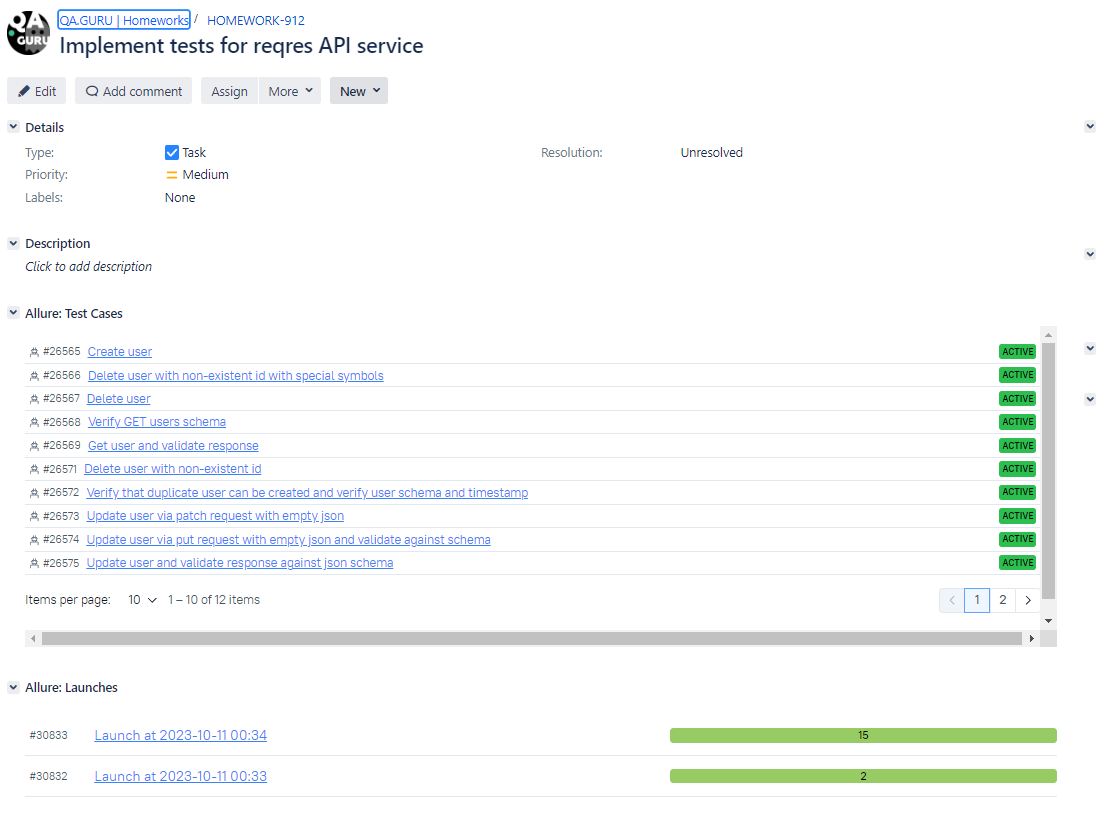 QA GURU
QA.GURU | Homeworks / HOMEWORK-912
Implement tests for reqres API service
Edit Add comment Assign More New
Details
Type: Task Resolution: Unresolved
Priority: Medium
Labels: None
Description
Click to add description
Allure: Test Cases
#26565 Create user ACTIVE
#26566 Delete user with non-existent id with special symbols ACTIVE
#26567 Delete user ACTIVE
#26568 Verify GET users schema ACTIVE
#26569 Get user and validate response ACTIVE
#26571 Delete user with non-existent id ACTIVE
#26572 Verify that duplicate user can be created and verify user schema and timestamp ACTIVE
#26573 Update user via patch request with empty json ACTIVE
#26574 Update user via put request with empty json and validate against schema ACTIVE
#26575 Update user and validate response against json schema ACTIVE
Items per page: 10 1 – 10 of 12 items < 1 2 >
Allure: Launches
#30833 Launch at 2023-10-11 00:34 15
#30832 Launch at 2023-10-11 00:33 2